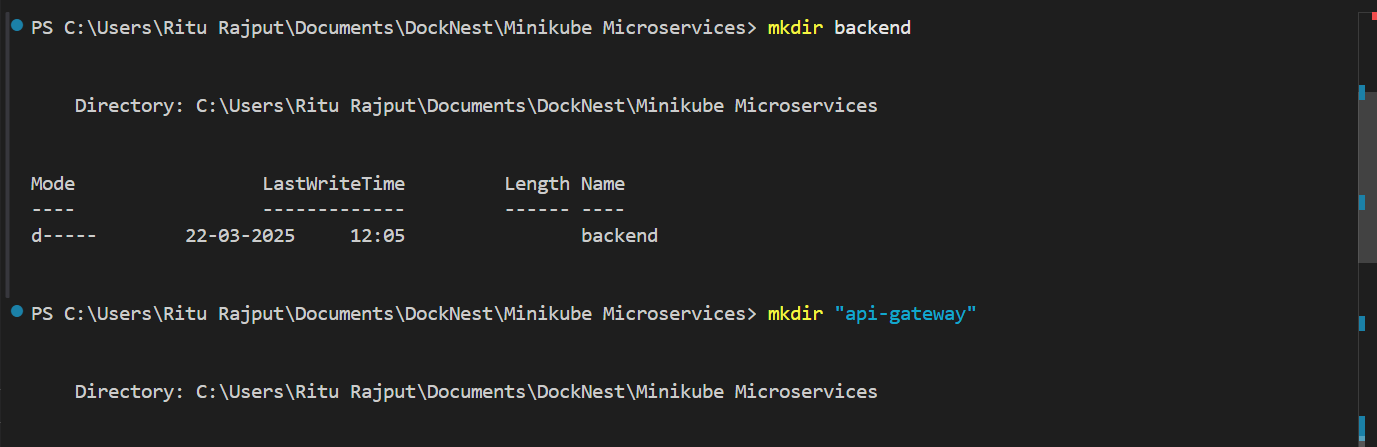 PS C:\Users\Ritu Rajput\Documents\DockNest\Minikube Microservices> mkdir backend
Directory: C:\Users\Ritu Rajput\Documents\DockNest\Minikube Microservices
Mode                 LastWriteTime         Length Name
----                 -------------         ------ ----
d-----        22-03-2025     12:05                backend
PS C:\Users\Ritu Rajput\Documents\DockNest\Minikube Microservices> mkdir "api-gateway"
Directory: C:\Users\Ritu Rajput\Documents\DockNest\Minikube Microservices